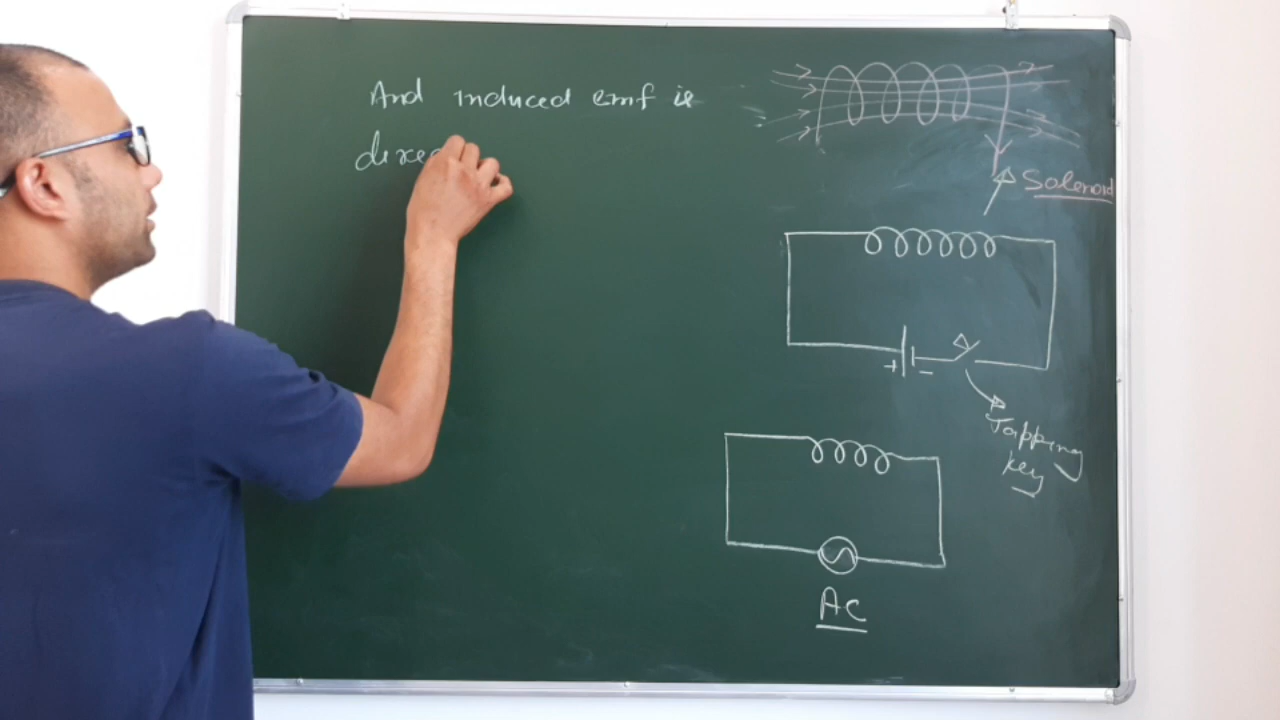 And induced emf is
direc
Solenoid
+ -
Tapping
key
AC